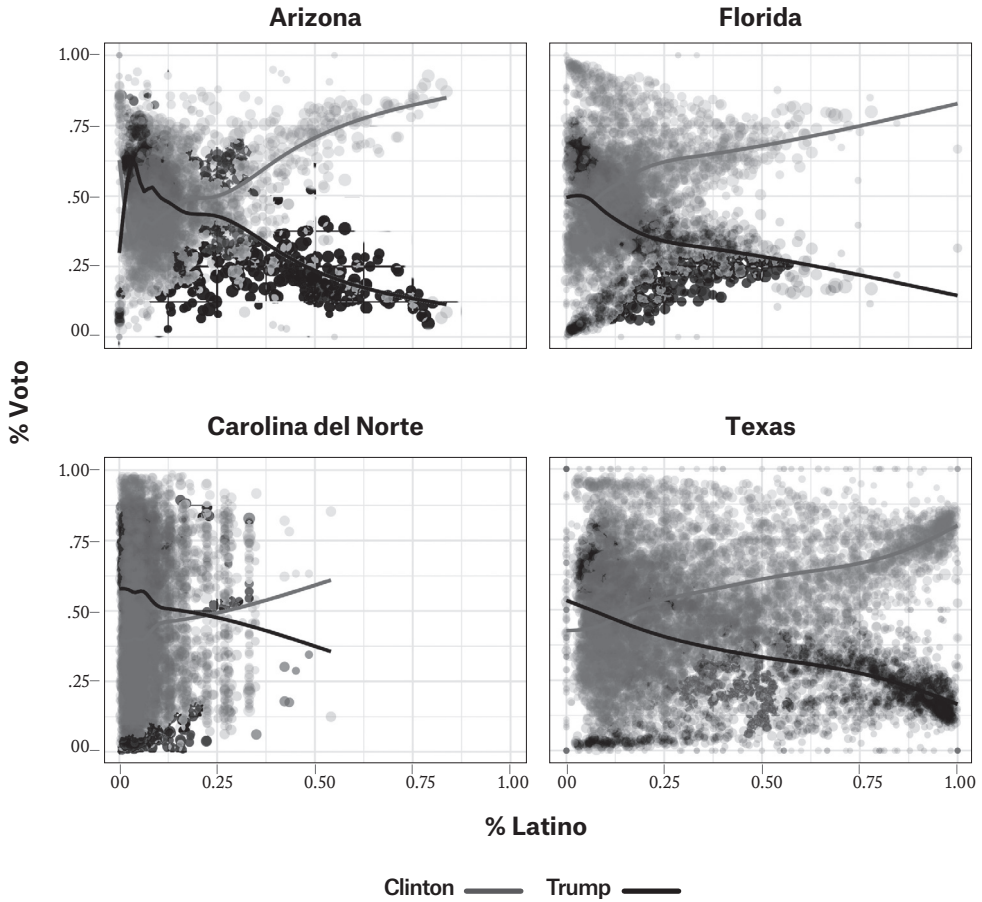 Arizona
Florida
1.00
.75
.50
.25
00
% Voto
Carolina del Norte
Texas
1.00
.75
.50
.25
00
00 0.25 0.50 0.75 1.00
00 0.25 0.50 0.75 1.00
% Latino
Clinton Trump